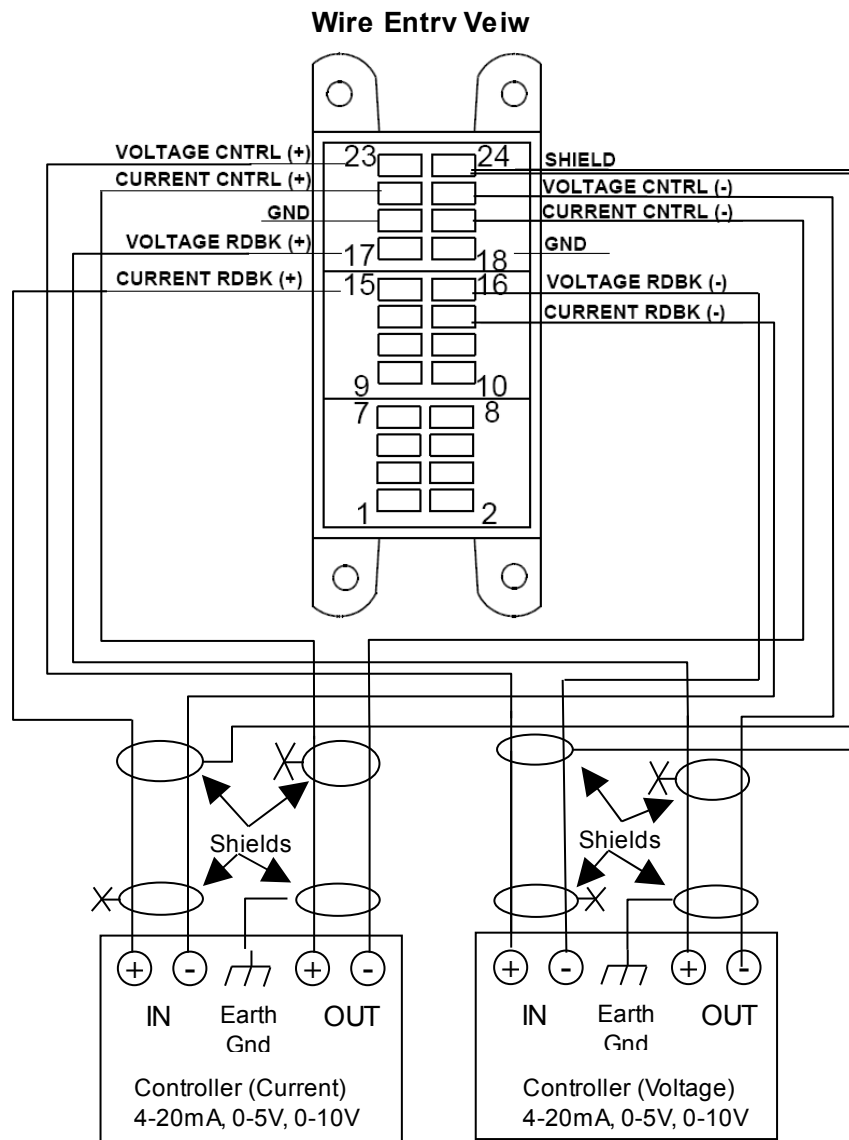 Wire Entrv Veiw
VOLTAGE CNTRL (+)
23
24
SHIELD
CURRENT CNTRL (+)
VOLTAGE CNTRL (-)
GND
CURRENT CNTRL (-)
VOLTAGE RDBK (+)
17
18
GND
CURRENT RDBK (+)
15
16
VOLTAGE RDBK (-)
CURRENT RDBK (-)
9
10
7
8
1
2
Shields
Shields
+
-
+
-
+
-
+
-
IN
Earth
Gnd
OUT
IN
Earth
Gnd
OUT
Controller (Current)
4-20mA, 0-5V, 0-10V
Controller (Voltage)
4-20mA, 0-5V, 0-10V